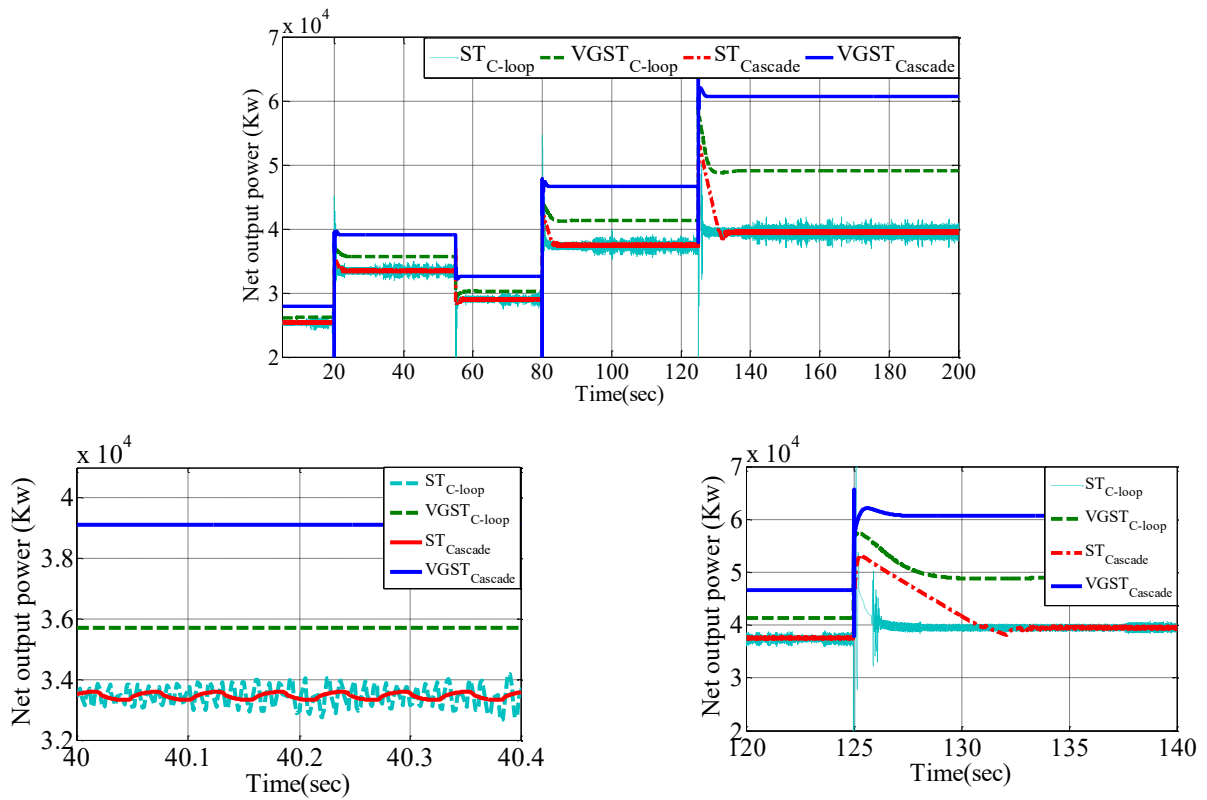 x 10^4
7
6
5
4
3
2
Net output power (Kw)
ST_C-loop VGST_C-loop ST_Cascade VGST_Cascade
20 40 60 80 100 120 140 160 180 200
Time(sec)
x 10^4
4
3.8
3.6
3.4
3.2
Net output power (Kw)
ST_C-loop
VGST_C-loop
ST_Cascade
VGST_Cascade
40 40.1 40.2 40.3 40.4
Time(sec)
x 10^4
7
6
5
4
3
2
Net output power (Kw)
ST_C-loop
VGST_C-loop
ST_Cascade
VGST_Cascade
120 125 130 135 140
Time(sec)